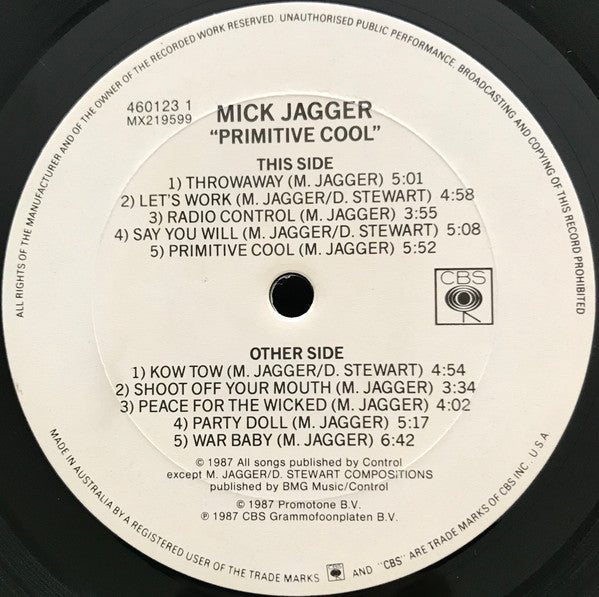 ALL RIGHTS OF THE MANUFACTURER AND OF THE OWNER OF THE RECORDED WORK RESERVED. UNAUTHORISED PUBLIC PERFORMANCE, BROADCASTING AND COPYING OF THIS RECORD PROHIBITED
460123 1
MX219599
MICK JAGGER
“PRIMITIVE COOL”
THIS SIDE
1) THROWAWAY (M. JAGGER) 5:01
2) LET'S WORK (M. JAGGER/D. STEWART) 4:58
3) RADIO CONTROL (M. JAGGER) 3:55
4) SAY YOU WILL (M. JAGGER/D. STEWART) 5:08
5) PRIMITIVE COOL (M. JAGGER) 5:52
CBS
OTHER SIDE
1) KOW TOW (M. JAGGER/D. STEWART) 4:54
2) SHOOT OFF YOUR MOUTH (M. JAGGER) 3:34
3) PEACE FOR THE WICKED (M. JAGGER) 4:02
4) PARTY DOLL (M. JAGGER) 5:17
5) WAR BABY (M. JAGGER) 6:42
© 1987 All songs published by Control
except M. JAGGER/D. STEWART COMPOSITIONS
published by BMG Music/Control
© 1987 Promotone B.V.
℗ 1987 CBS Grammofoonplaten B.V.
MADE IN AUSTRALIA BY A REGISTERED USER OF THE TRADE MARKS AND "CBS" ARE TRADE MARKS OF CBS INC. U.S.A